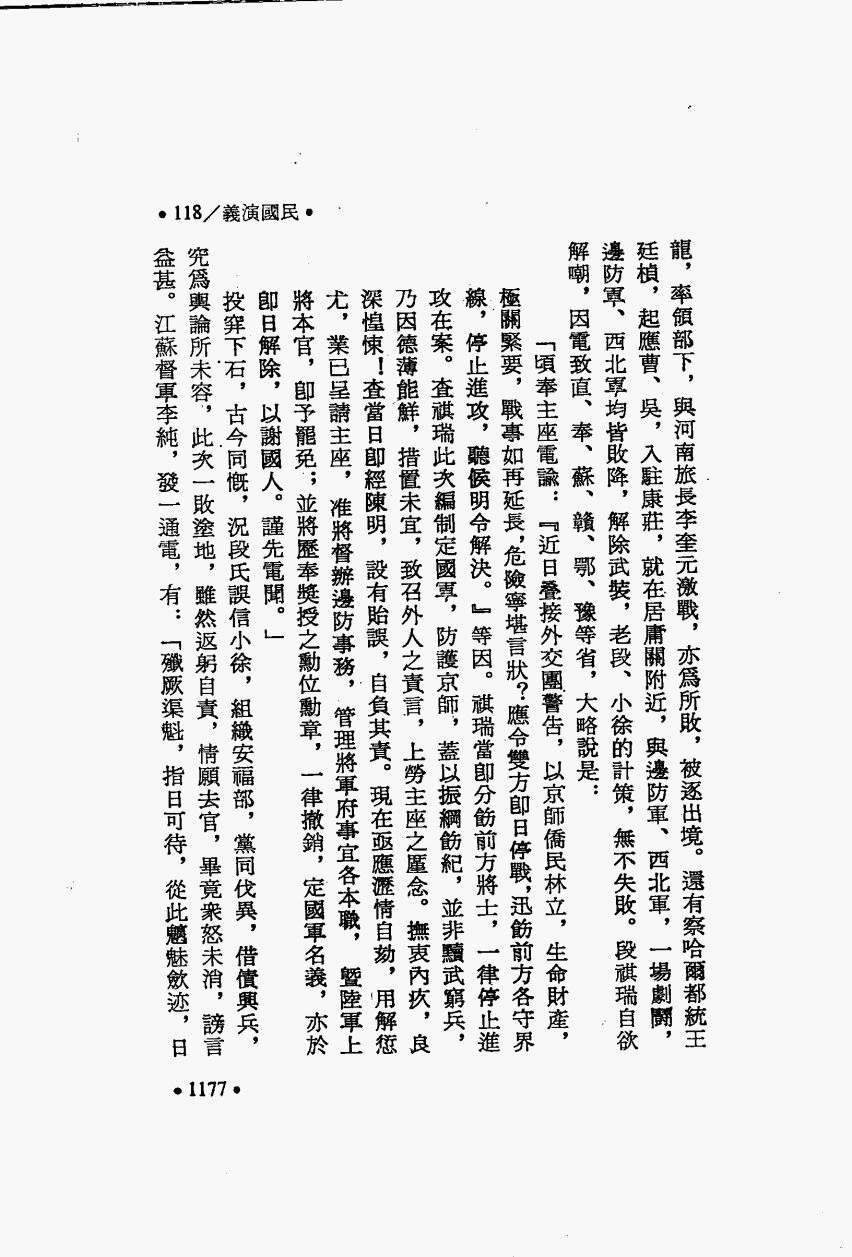 •118／義演國民•
龍，率領部下，與河南旅長李奎元激戰，亦爲所敗，被逐出境。還有察哈爾都統王
廷楨，起應曹、吳，入駐康莊，就在居庸關附近，與邊防軍、西北軍，一場劇鬭，
邊防軍、西北軍均皆敗降，解除武裝，老段、小徐的計策，無不失敗。段祺瑞自欲
解嘲，因電致直、奉、蘇、贛、鄂、豫等省，大略說是：
「頃奉主座電諭：『近日叠接外交團警告，以京師僑民林立，生命財產，
極關緊要，戰事如再延長，危險寧堪言狀？應令雙方卽日停戰，迅飭前方各守界
線，停止進攻，聽候明令解決。』等因。祺瑞當卽分飭前方將士，一律停止進
攻在案。查祺瑞此次編制定國軍，防護京師，蓋以振綱飭紀，並非黷武窮兵，
乃因德薄能鮮，措置未宜，致召外人之責言，上勞主座之厪念。撫衷內疚，良
深惶悚！查當日卽經陳明，設有貽誤，自負其責。現在亟應瀝情自劾，用解愆
尤，業已呈請主座，准將督辦邊防事務，管理將軍府事宜各本職，曁陸軍上
將本官，卽予罷免；並將歷奉獎授之勳位勳章，一律撤銷，定國軍名義，亦於
卽日解除，以謝國人。謹先電聞。」
投穽下石，古今同慨，況段氏誤信小徐，組織安福部，黨同伐異，借債興兵，
究爲輿論所未容，此次一敗塗地，雖然返躬自責，情願去官，畢竟衆怒未消，謗言
益甚。江蘇督軍李純，發一通電，有：「殲厥渠魁，指日可待，從此魑魅歛迹，日
•1177•